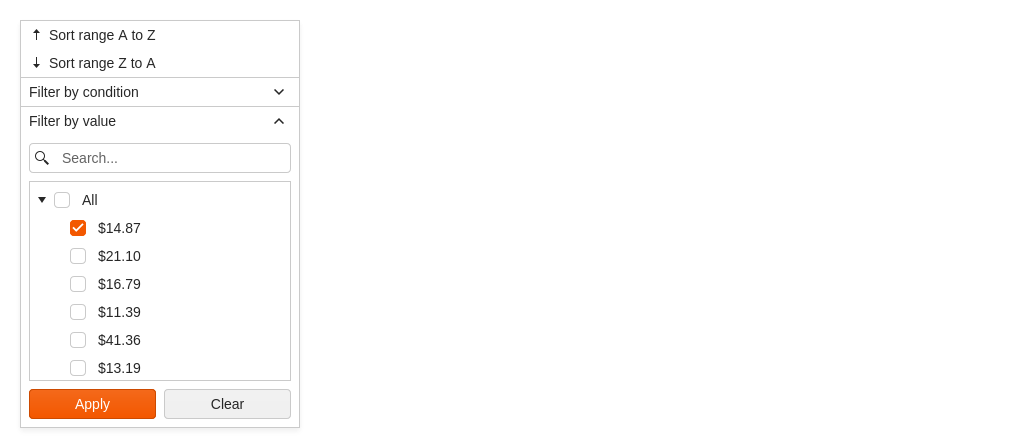 Sort range A to Z
Sort range Z to A
Filter by condition
Filter by value
Search...
All
$14.87
$21.10
$16.79
$11.39
$41.36
$13.19
Apply Clear